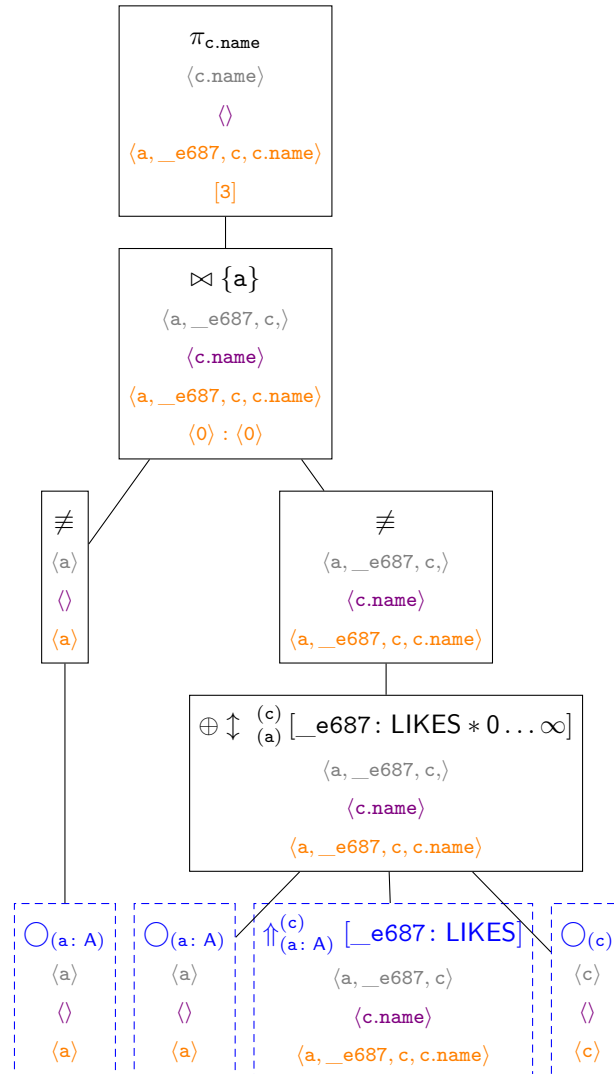 π c.name
⟨c.name⟩
⟨⟩
⟨a, __e687, c, c.name⟩
[3]
⋈ {a}
⟨a, __e687, c,⟩
⟨c.name⟩
⟨a, __e687, c, c.name⟩
⟨0⟩ : ⟨0⟩
≢
⟨a⟩
⟨⟩
⟨a⟩
≢
⟨a, __e687, c,⟩
⟨c.name⟩
⟨a, __e687, c, c.name⟩
⊕ ↕ (c) (a) [__e687: LIKES * 0 … ∞]
⟨a, __e687, c,⟩
⟨c.name⟩
⟨a, __e687, c, c.name⟩
◯(a: A)
⟨a⟩
⟨⟩
⟨a⟩
◯(a: A)
⟨a⟩
⟨⟩
⟨a⟩
⇑ (c) (a: A) [__e687: LIKES]
⟨a, __e687, c⟩
⟨c.name⟩
⟨a, __e687, c, c.name⟩
◯(c)
⟨c⟩
⟨⟩
⟨c⟩